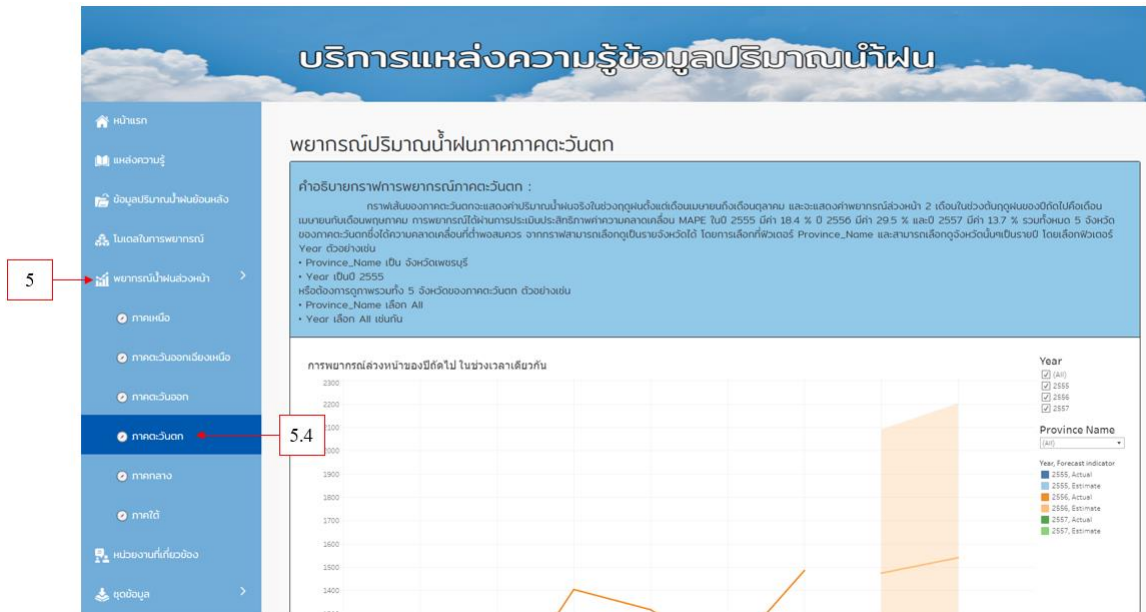 บริการแหล่งความรู้ข้อมูลปริมาณน้ำฝน
หน้าแรก
แหล่งความรู้
ข้อมูลปริมาณน้ำฝนย้อนหลัง
โมเดลในการพยากรณ์
5
พยากรณ์น้ำฝนล่วงหน้า
ภาคเหนือ
ภาคตะวันออกเฉียงเหนือ
ภาคตะวันออก
ภาคตะวันตก
5.4
ภาคกลาง
ภาคใต้
หน่วยงานที่เกี่ยวข้อง
ชุดข้อมูล
พยากรณ์ปริมาณน้ำฝนภาคภาคตะวันตก
คำอธิบายกราฟการพยากรณ์ภาคตะวันตก :
กราฟเส้นของภาคตะวันตกจะแสดงค่าปริมาณน้ำฝนจริงในช่วงฤดูฝนตั้งแต่เดือนเมษายนถึงเดือนตุลาคม และจะแสดงค่าพยากรณ์ล่วงหน้า 2 เดือนในช่วงต้นฤดูฝนของปีถัดไปคือเดือน
เมษายนกับเดือนพฤษภาคม การพยากรณ์ได้ผ่านการประเมินประสิทธิภาพค่าความคลาดเคลื่อน MAPE ในปี 2555 มีค่า 18.4 % ปี 2556 มีค่า 29.5 % และปี 2557 มีค่า 13.7 % รวมทั้งหมด 5 จังหวัด
ของภาคตะวันตกซึ่งได้ความคลาดเคลื่อนที่ต่ำพอสมควร จากกราฟสามารถเลือกดูเป็นรายจังหวัดได้ โดยการเลือกที่ฟิวเตอร์ Province_Name และสามารถเลือกดูจังหวัดนั้นๆเป็นรายปี โดยเลือกฟิวเตอร์
Year ตัวอย่างเช่น
• Province_Name เป็น จังหวัดเพชรบุรี
• Year เป็นปี 2555
หรือต้องการดูภาพรวมทั้ง 5 จังหวัดของภาคตะวันตก ตัวอย่างเช่น
• Province_Name เลือก All
• Year เลือก All เช่นกัน
การพยากรณ์ล่วงหน้าของปีถัดไป ในช่วงเวลาเดียวกัน
2300
2200
2100
2000
1900
1800
1700
1600
1500
1400
Year
(All)
2555
2556
2557
Province Name
(All)
Year, Forecast indicator
2555, Actual
2555, Estimate
2556, Actual
2556, Estimate
2557, Actual
2557, Estimate